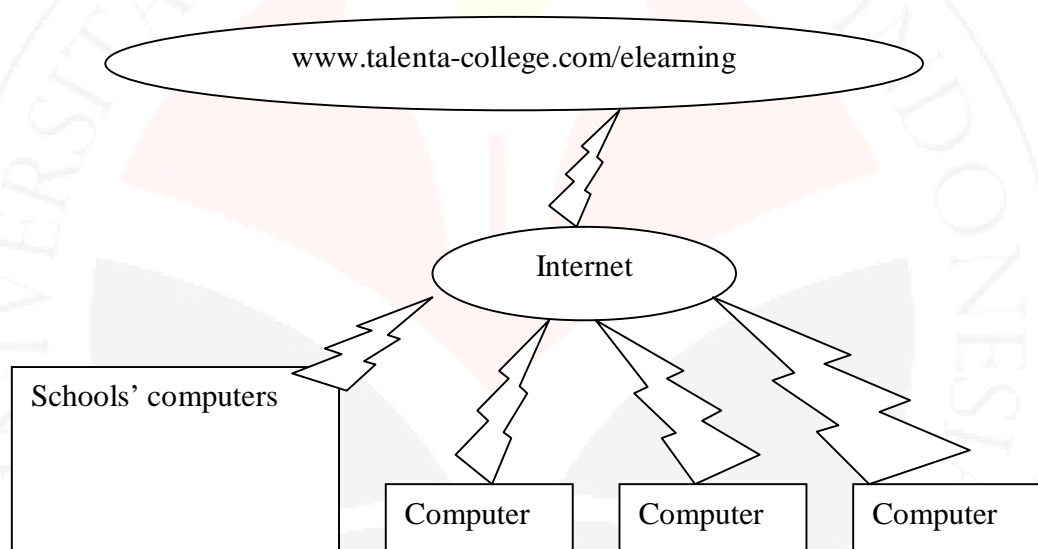 www.talenta-college.com/elearning
Internet
Schools’ computers
Computer
Computer
Computer